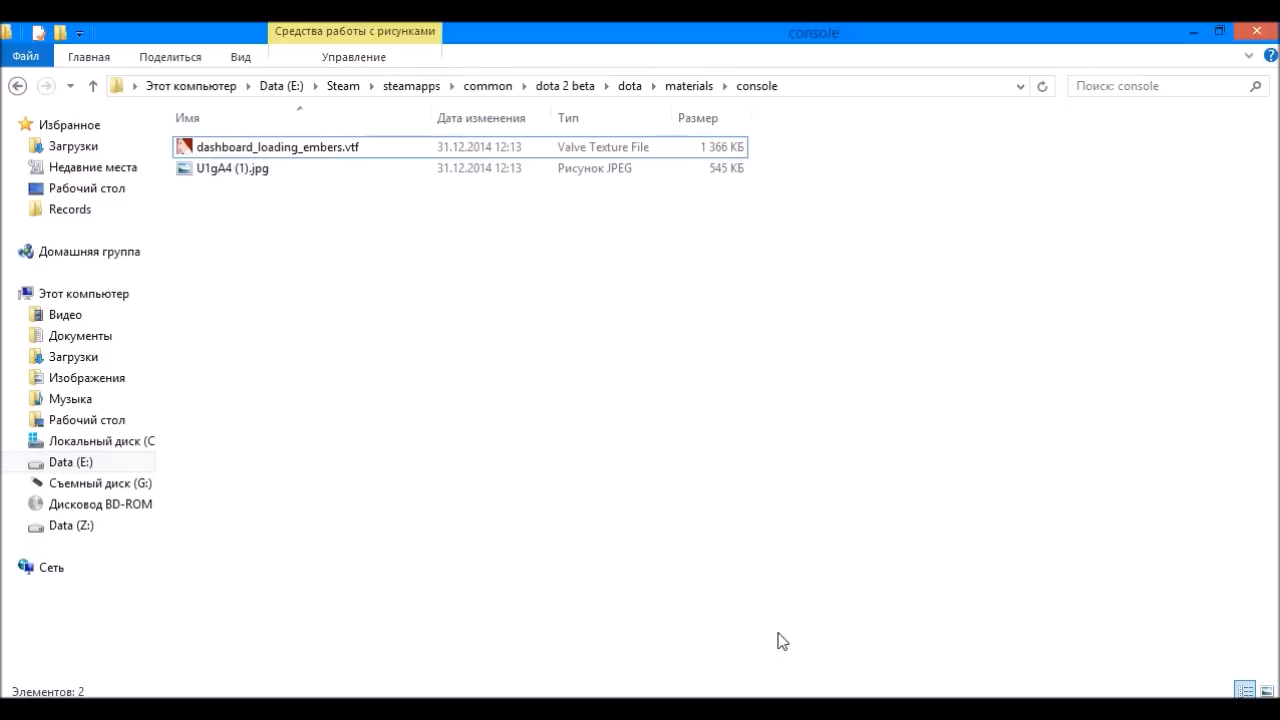 Средства работы с рисунками
console
Файл
Главная
Поделиться
Вид
Управление
Этот компьютер
Data (E:)
Steam
steamapps
common
dota 2 beta
dota
materials
console
Поиск: console
Имя
Дата изменения
Тип
Размер
dashboard_loading_embers.vtf
31.12.2014 12:13
Valve Texture File
1 366 КБ
U1gA4 (1).jpg
31.12.2014 12:13
Рисунок JPEG
545 КБ
Избранное
Загрузки
Недавние места
Рабочий стол
Records
Домашняя группа
Этот компьютер
Видео
Документы
Загрузки
Изображения
Музыка
Рабочий стол
Локальный диск (C
Data (E:)
Съемный диск (G:)
Дисковод BD-ROM
Data (Z:)
Сеть
Элементов: 2